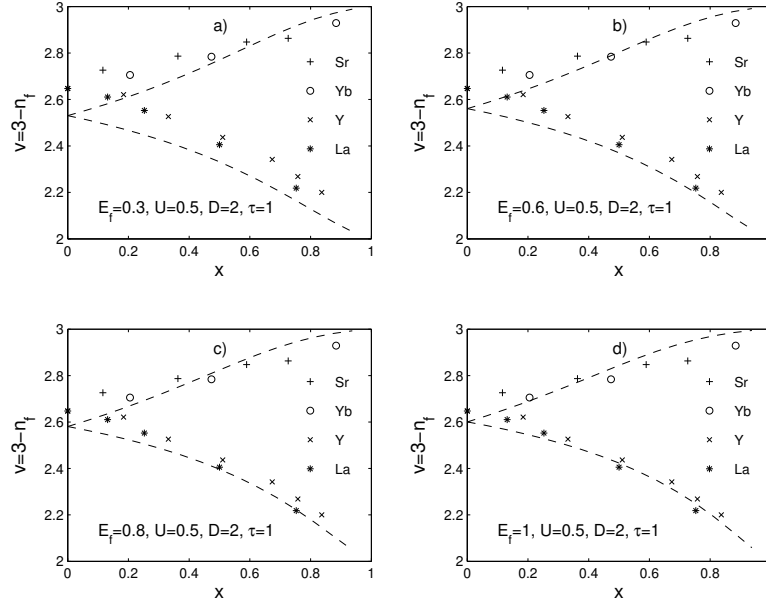 a)
3
2.8
2.6
2.4
2.2
2
v=3−n_f
Sr
Yb
Y
La
E_f=0.3, U=0.5, D=2, τ=1
0 0.2 0.4 0.6 0.8 1
x
b)
3
2.8
2.6
2.4
2.2
2
v=3−n_f
Sr
Yb
Y
La
E_f=0.6, U=0.5, D=2, τ=1
0 0.2 0.4 0.6 0.8
x
c)
3
2.8
2.6
2.4
2.2
2
v=3−n_f
Sr
Yb
Y
La
E_f=0.8, U=0.5, D=2, τ=1
0 0.2 0.4 0.6 0.8 1
x
d)
3
2.8
2.6
2.4
2.2
2
v=3−n_f
Sr
Yb
Y
La
E_f=1, U=0.5, D=2, τ=1
0 0.2 0.4 0.6 0.8
x